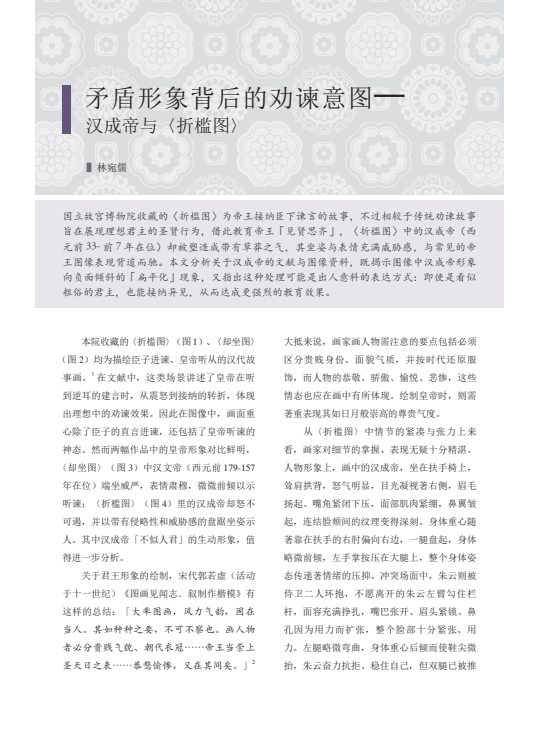 矛盾形象背后的劝谏意图——
汉成帝与〈折槛图〉
林宛儒
国立故宫博物院收藏的〈折槛图〉为帝王接纳臣下谏言的故事，不过相较于传统劝谏故事
旨在展现理想君主的圣贤行为，借此教育帝王「见贤思齐」，〈折槛图〉中的汉成帝（西
元前 33- 前 7 年在位）却被塑造成带有草莽之气，其坐姿与表情充满威胁感，与常见的帝
王图像表现背道而驰。本文分析关于汉成帝的文献与图像资料，既揭示图像中汉成帝形象
向负面倾斜的「扁平化」现象，又指出这种处理可能是出人意料的表达方式：即使是看似
粗俗的君主，也能接纳异见，从而达成更强烈的教育效果。
本院收藏的〈折槛图〉（图1）、〈却坐图〉
（图 2）均为描绘臣子进谏、皇帝听从的汉代故
事画。1 在文献中，这类场景讲述了皇帝在听
到逆耳的建言时，从震怒到接纳的转折，体现
出理想中的劝谏效果。因此在图像中，画面重
心除了臣子的直言进谏，还包括了皇帝听谏的
神态。然而两幅作品中的皇帝形象对比鲜明，
〈却坐图〉（图 3）中汉文帝（西元前 179-157
年在位）端坐威严，表情肃穆，微微前倾以示
听谏；〈折槛图〉（图 4）里的汉成帝却怒不
可遏，并以带有侵略性和威胁感的盘踞坐姿示
人。其中汉成帝「不似人君」的生动形象，值
得进一步分析。
关于君王形象的绘制，宋代郭若虚（活动
于十一世纪）《图画见闻志．叙制作楷模》有
这样的总结：「大率图画，风力气韵，固在
当人。其如种种之要，不可不察也。画人物
者必分贵贱气貌、朝代衣冠……帝王当崇上
圣天日之表……恭骜愉惨，又在其间矣。」2
大抵来说，画家画人物需注意的要点包括必须
区分贵贱身份、面貌气质，并按时代还原服
饰，而人物的恭敬、骄傲、愉悦、悲惨，这些
情态也应在画中有所体现。绘制皇帝时，则需
著重表现其如日月般崇高的尊贵气度。
从〈折槛图〉中情节的紧凑与张力上来
看，画家对细节的掌握、表现无疑十分精湛。
人物形象上，画中的汉成帝，坐在扶手椅上，
耸肩拱背，怒气明显，目光凝视著右侧，眉毛
扬起、嘴角紧闭下压，面部肌肉紧绷，鼻翼皱
起，连结脸颊间的纹理变得深刻。身体重心随
著靠在扶手的右肘偏向右边，一腿盘起，身体
略微前倾，左手掌按压在大腿上，整个身体姿
态传递著情绪的压抑。冲突场面中，朱云则被
侍卫二人环抱，不愿离开的朱云左臂勾住栏
杆，面容充满挣扎，嘴巴张开、眉头紧锁、鼻
孔因为用力而扩张，整个脸部十分紧张、用
力。左腿略微弯曲，身体重心后倾而使鞋尖微
抬，朱云奋力抗拒、稳住自己，但双腿已被推